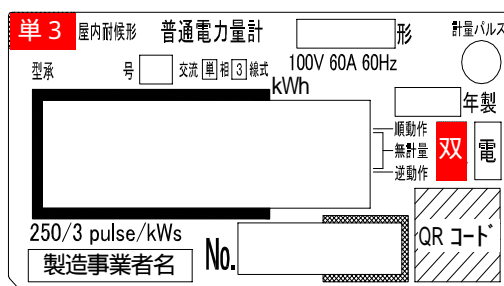 単3 屋内耐候形 普通電力量計 形 計量パルス
型承 号 交流単相3線式 100V 60A 60Hz
kWh
年製
順動作
無計量
逆動作
双 電
250/3 pulse/kWs
製造事業者名 No.
QR コード